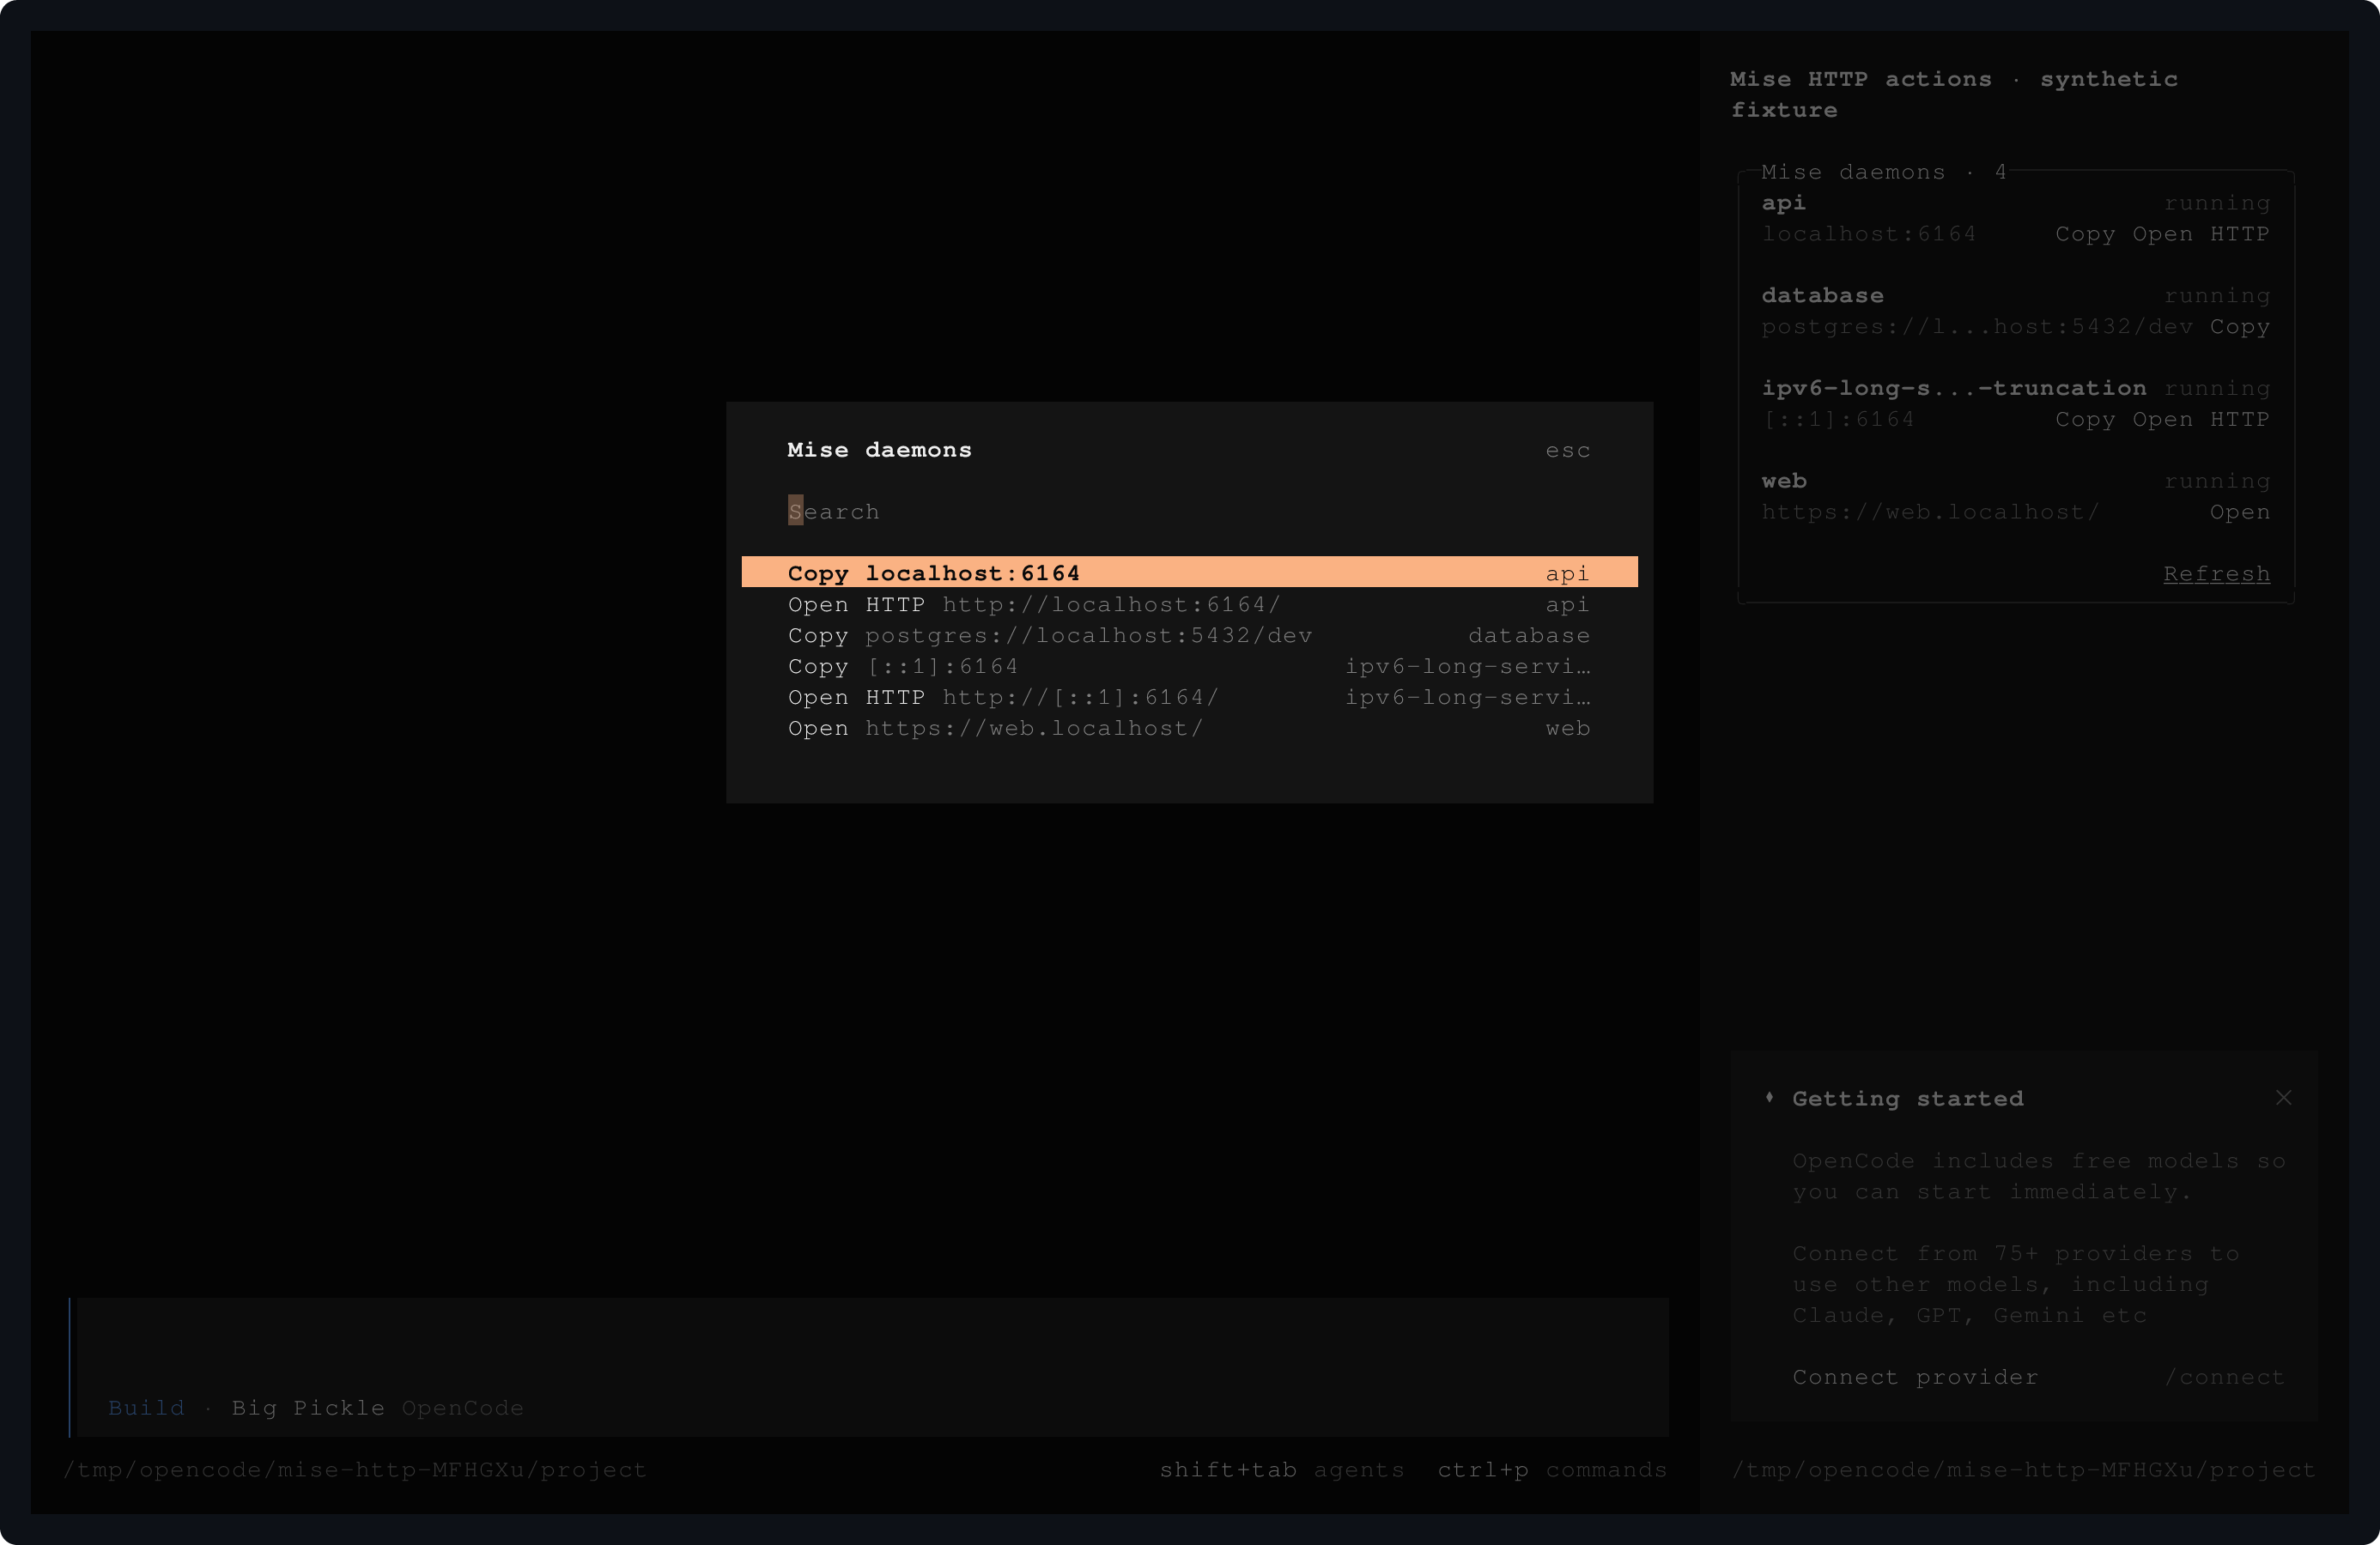 Mise HTTP actions · synthetic
fixture
Mise daemons · 4
api running
localhost:6164 Copy Open HTTP
database running
postgres://l...host:5432/dev Copy
ipv6-long-s...-truncation running
[::1]:6164 Copy Open HTTP
web running
https://web.localhost/ Open
Refresh
Mise daemons esc
Search
Copy localhost:6164 api
Open HTTP http://localhost:6164/ api
Copy postgres://localhost:5432/dev database
Copy [::1]:6164 ipv6-long-servi…
Open HTTP http://[::1]:6164/ ipv6-long-servi…
Open https://web.localhost/ web
Getting started
OpenCode includes free models so
you can start immediately.
Connect from 75+ providers to
use other models, including
Claude, GPT, Gemini etc
Connect provider /connect
Build · Big Pickle OpenCode
/tmp/opencode/mise-http-MFHGXu/project shift+tab agents ctrl+p commands
/tmp/opencode/mise-http-MFHGXu/project